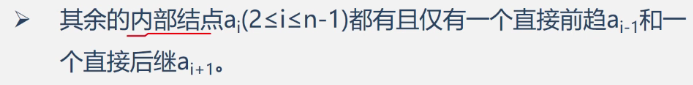 ➢ 其余的内部结点aᵢ(2≤i≤n-1)都有且仅有一个直接前趋aᵢ₋₁和一
个直接后继aᵢ₊₁。